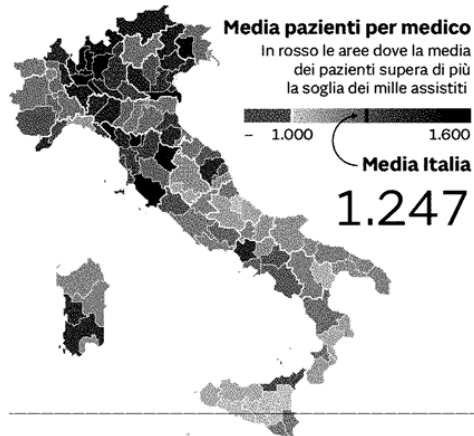 Media pazienti per medico
In rosso le aree dove la media
dei pazienti supera di più
la soglia dei mille assistiti
– 1.000 1.600
Media Italia
1.247